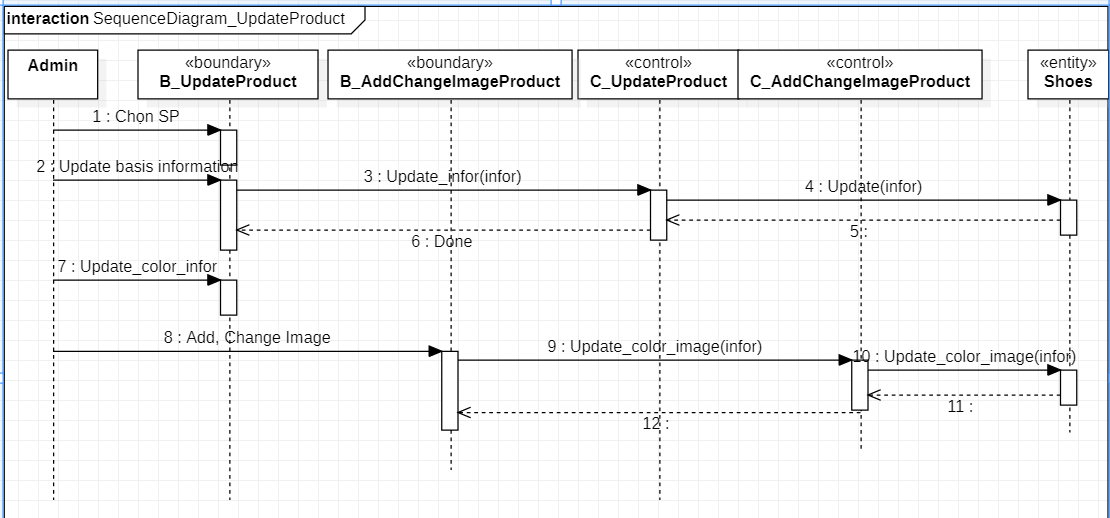 interaction SequenceDiagram_UpdateProduct
Admin
«boundary»
B_UpdateProduct
«boundary»
B_AddChangeImageProduct
«control»
C_UpdateProduct
«control»
C_AddChangeImageProduct
«entity»
Shoes
1 : Chọn SP
2 : Update basis information
3 : Update_infor(infor)
4 : Update(infor)
5 :
6 : Done
7 : Update_color_infor
8 : Add, Change Image
9 : Update_color_image(infor)
10 : Update_color_image(infor)
11 :
12 :